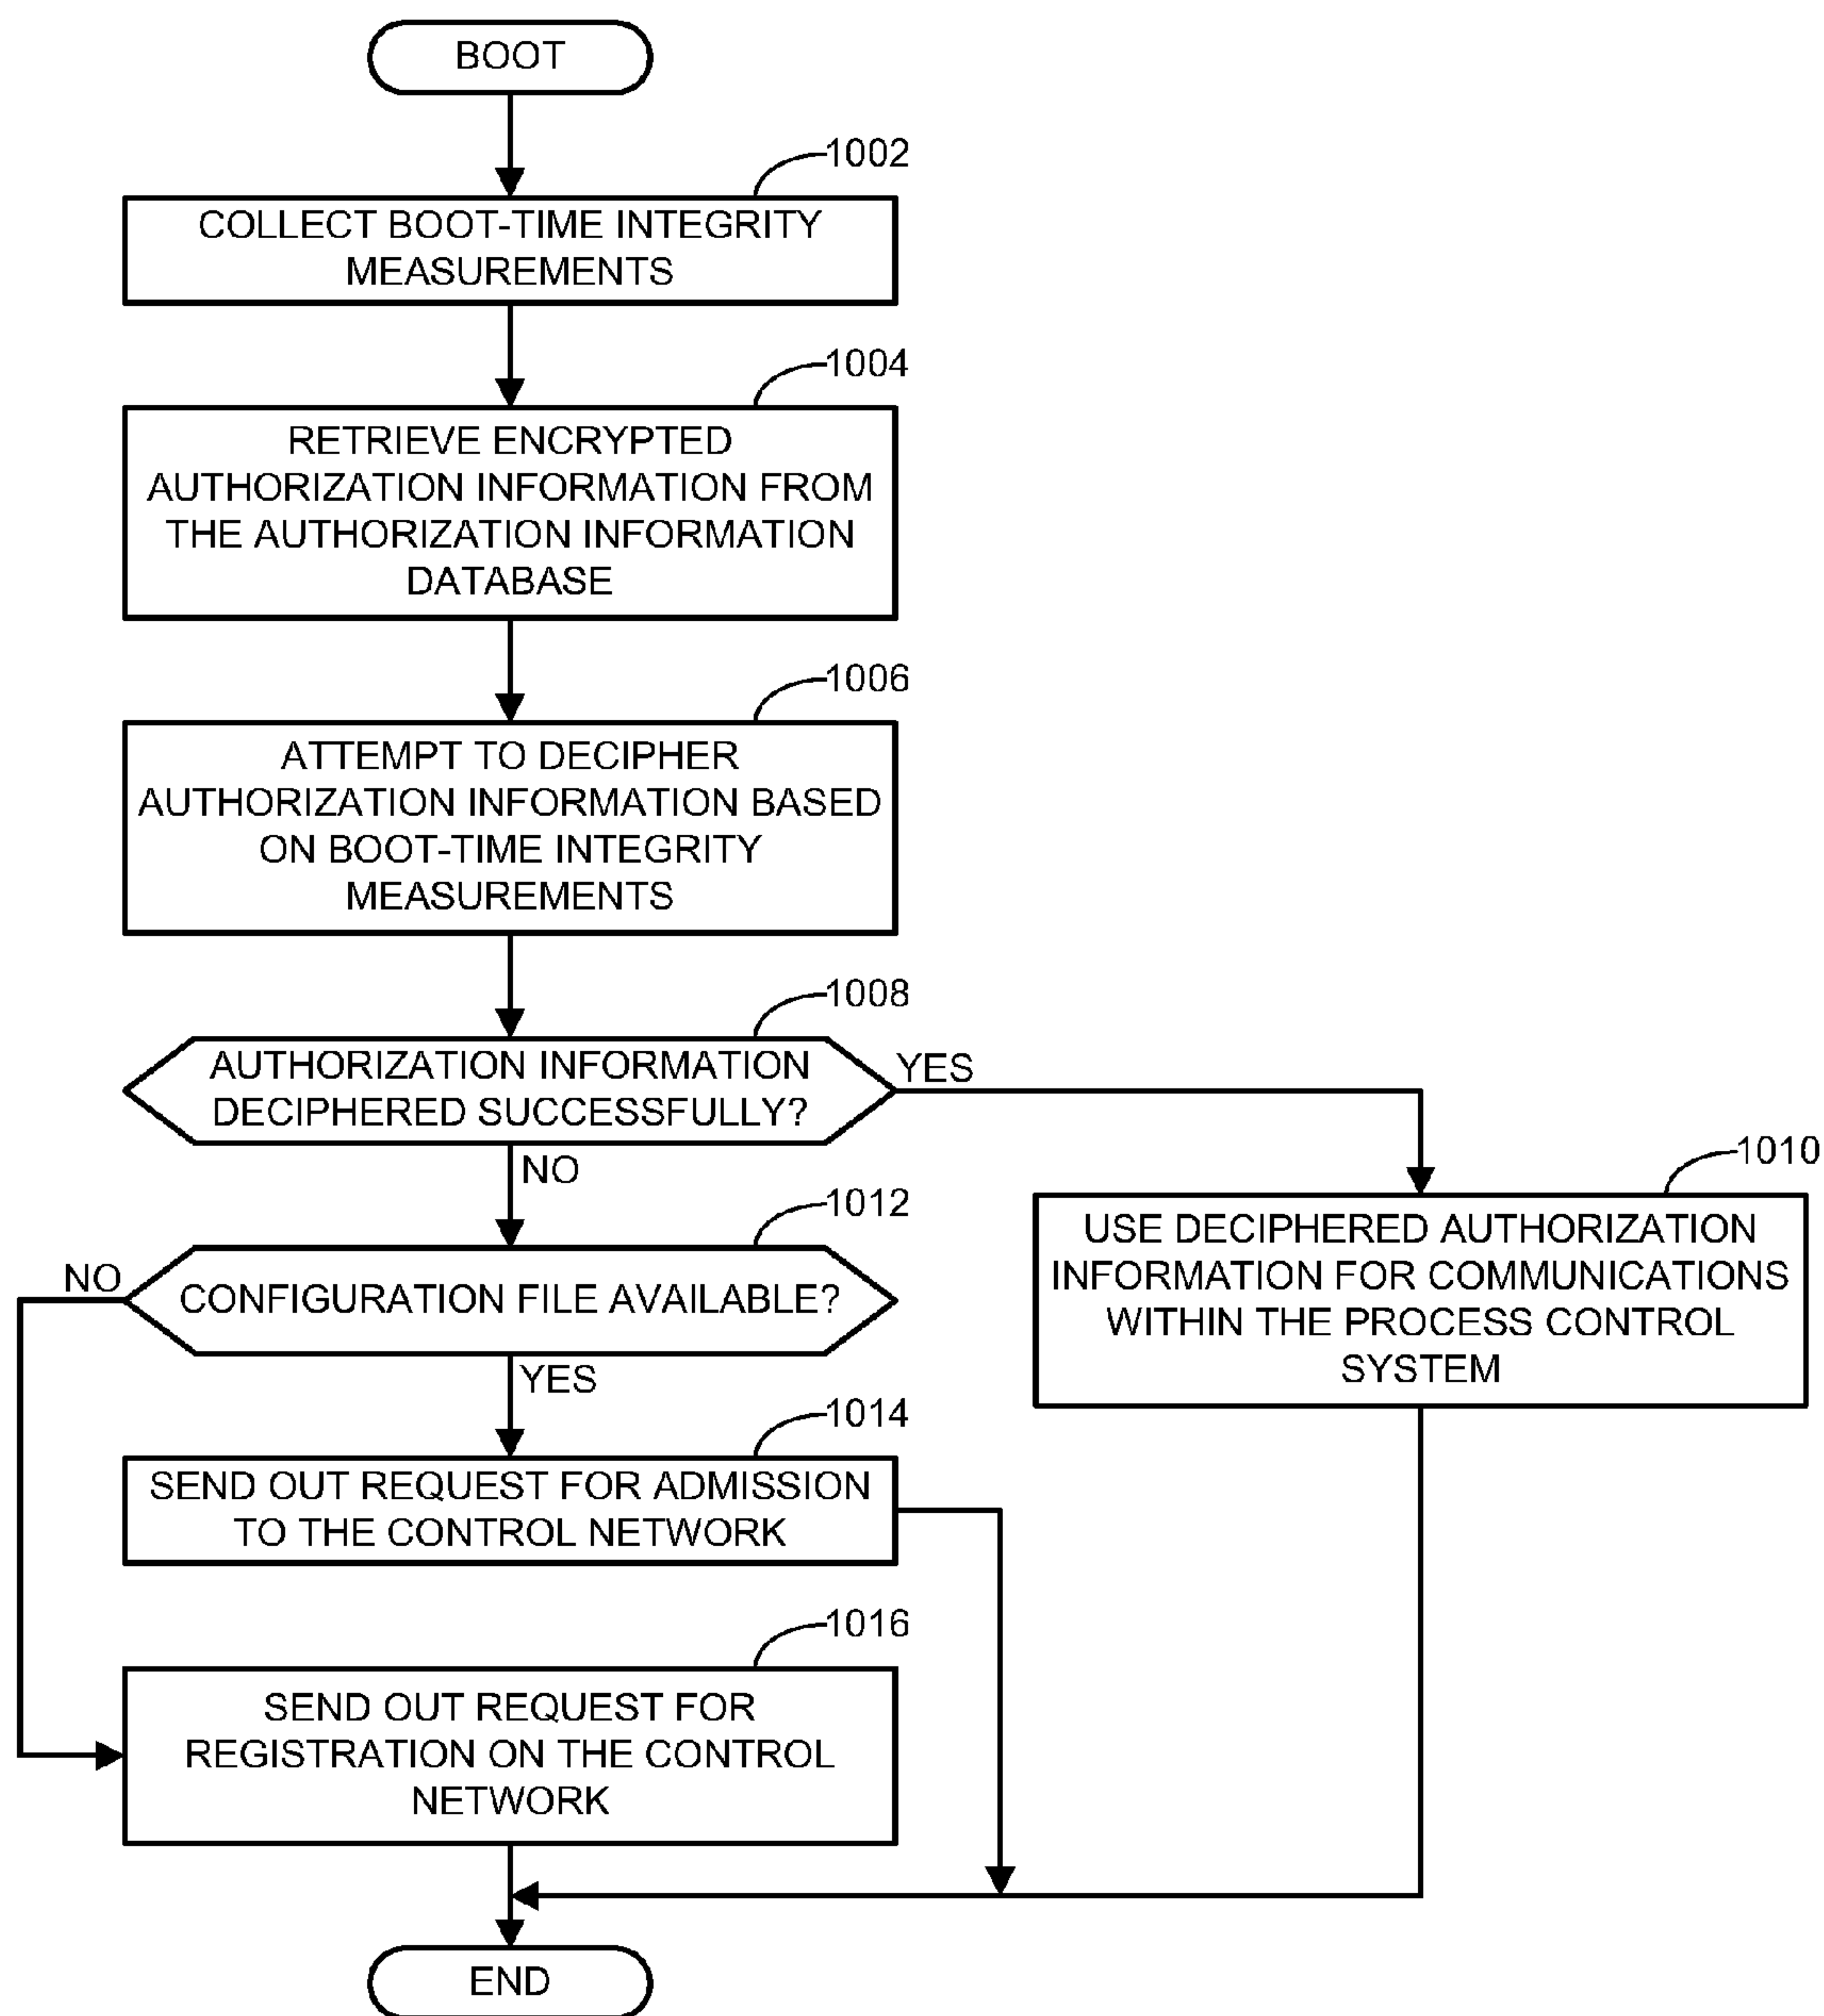 BOOT
1002
COLLECT BOOT-TIME INTEGRITY
MEASUREMENTS
1004
RETRIEVE ENCRYPTED
AUTHORIZATION INFORMATION FROM
THE AUTHORIZATION INFORMATION
DATABASE
1006
ATTEMPT TO DECIPHER
AUTHORIZATION INFORMATION BASED
ON BOOT-TIME INTEGRITY
MEASUREMENTS
1008
AUTHORIZATION INFORMATION
DECIPHERED SUCCESSFULLY?
YES
NO
1010
USE DECIPHERED AUTHORIZATION
INFORMATION FOR COMMUNICATIONS
WITHIN THE PROCESS CONTROL
SYSTEM
1012
CONFIGURATION FILE AVAILABLE?
NO
YES
1014
SEND OUT REQUEST FOR ADMISSION
TO THE CONTROL NETWORK
1016
SEND OUT REQUEST FOR
REGISTRATION ON THE CONTROL
NETWORK
END